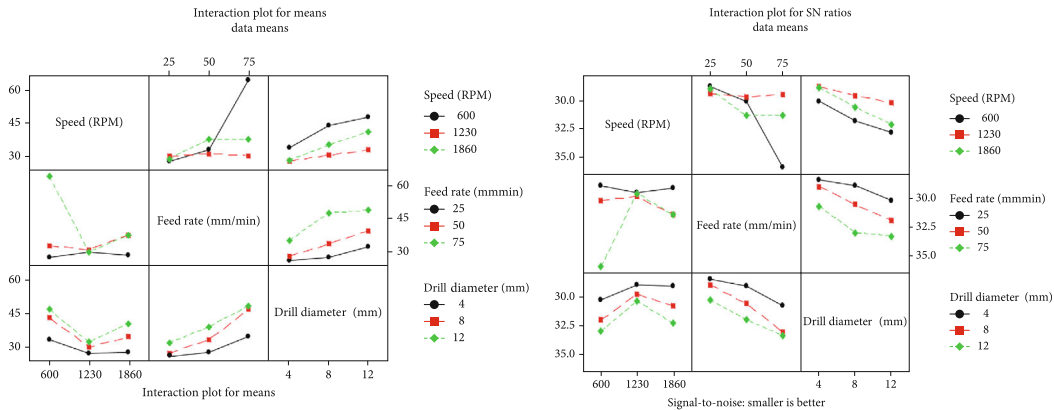 Interaction plot for means
data means
25 50 75
60
45
30
Speed (RPM)
Speed (RPM)
600
1230
1860
Feed rate (mm/min)
60
45
30
Feed rate (mmmin)
25
50
75
60
45
30
Drill diameter (mm)
Drill diameter (mm)
4
8
12
600 1230 1860
4 8 12
Interaction plot for means
Interaction plot for SN ratios
data means
25 50 75
30.0
32.5
35.0
Speed (RPM)
Speed (RPM)
600
1230
1860
Feed rate (mm/min)
30.0
32.5
35.0
Feed rate (mmmin)
25
50
75
30.0
32.5
35.0
Drill diameter (mm)
Drill diameter (mm)
4
8
12
600 1230 1860
4 8 12
Signal-to-noise: smaller is better